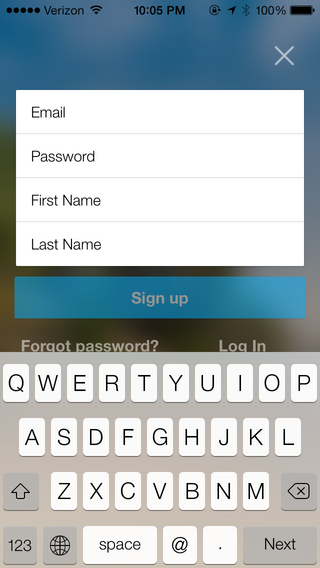 Verizon 10:05 PM 100%
Email
Password
First Name
Last Name
Sign up
Forgot password? Log In
Q W E R T Y U I O P
A S D F G H J K L
Z X C V B N M
123 space @ . Next